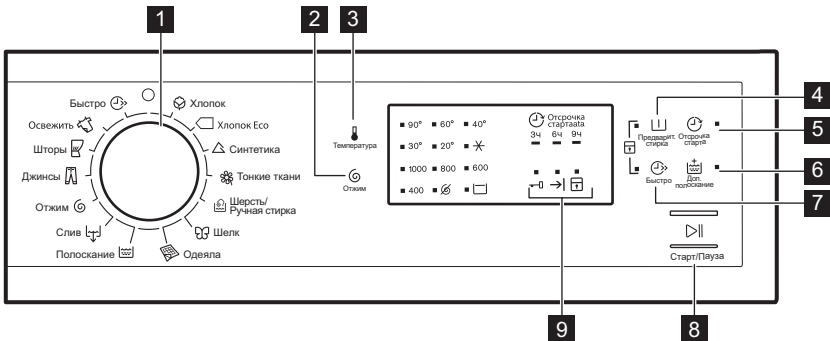 1
2
3
4
5
6
7
8
9
Быстро
Освежить
Шторы
Джинсы
Отжим
Слив
Полоскание
Хлопок
Хлопок Eco
Синтетика
Тонкие ткани
Шерсть/
Ручная стирка
Шелк
Одеяла
Температура
Отжим
90° 60° 40°
30° 20°
1000 800 600
400
Отсрочка
стартааta
3ч 6ч 9ч
Предварит.
стирка
Отсрочка
старта
Быстро
Доп.
полоскание
Старт/Пауза